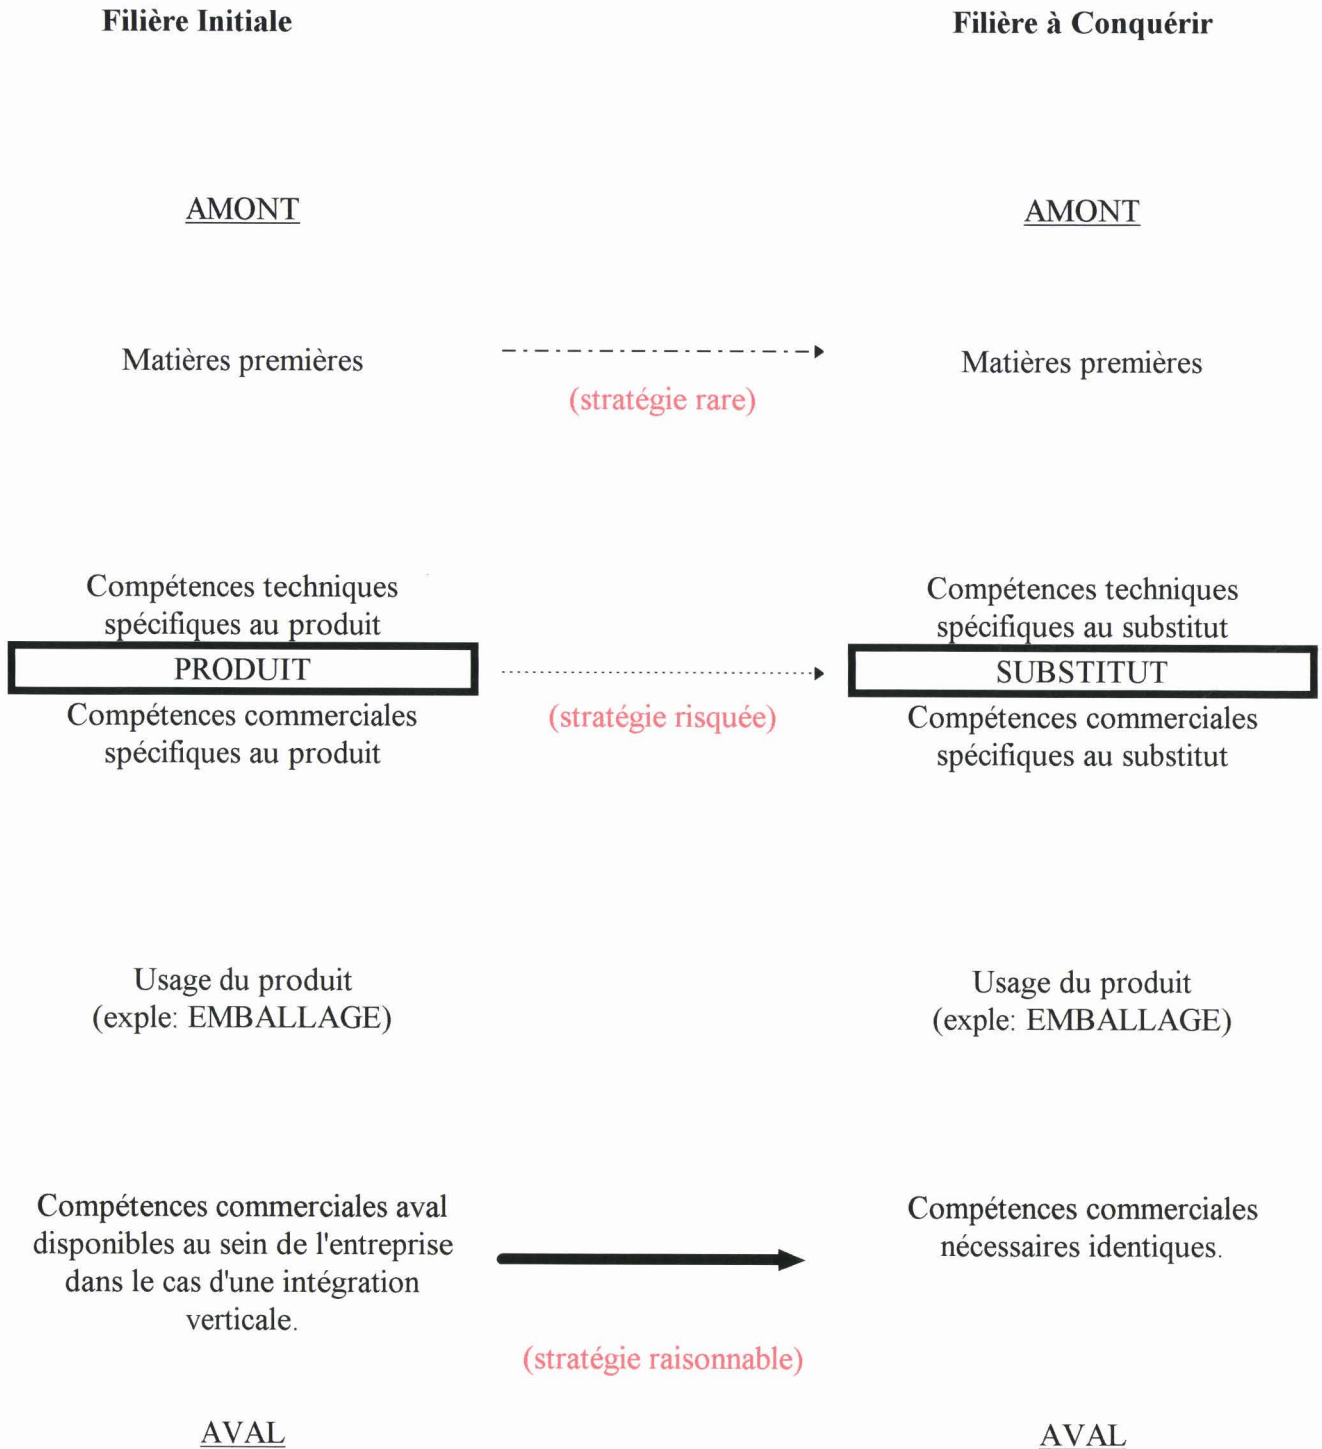 Filière Initiale
Filière à Conquérir
AMONT
AMONT
Matières premières
(stratégie rare)
Matières premières
Compétences techniques
spécifiques au produit
PRODUIT
Compétences commerciales
spécifiques au produit
(stratégie risquée)
Compétences techniques
spécifiques au substitut
SUBSTITUT
Compétences commerciales
spécifiques au substitut
Usage du produit
(exple: EMBALLAGE)
Usage du produit
(exple: EMBALLAGE)
Compétences commerciales aval
disponibles au sein de l'entreprise
dans le cas d'une intégration
verticale.
(stratégie raisonnable)
Compétences commerciales
nécessaires identiques.
AVAL
AVAL